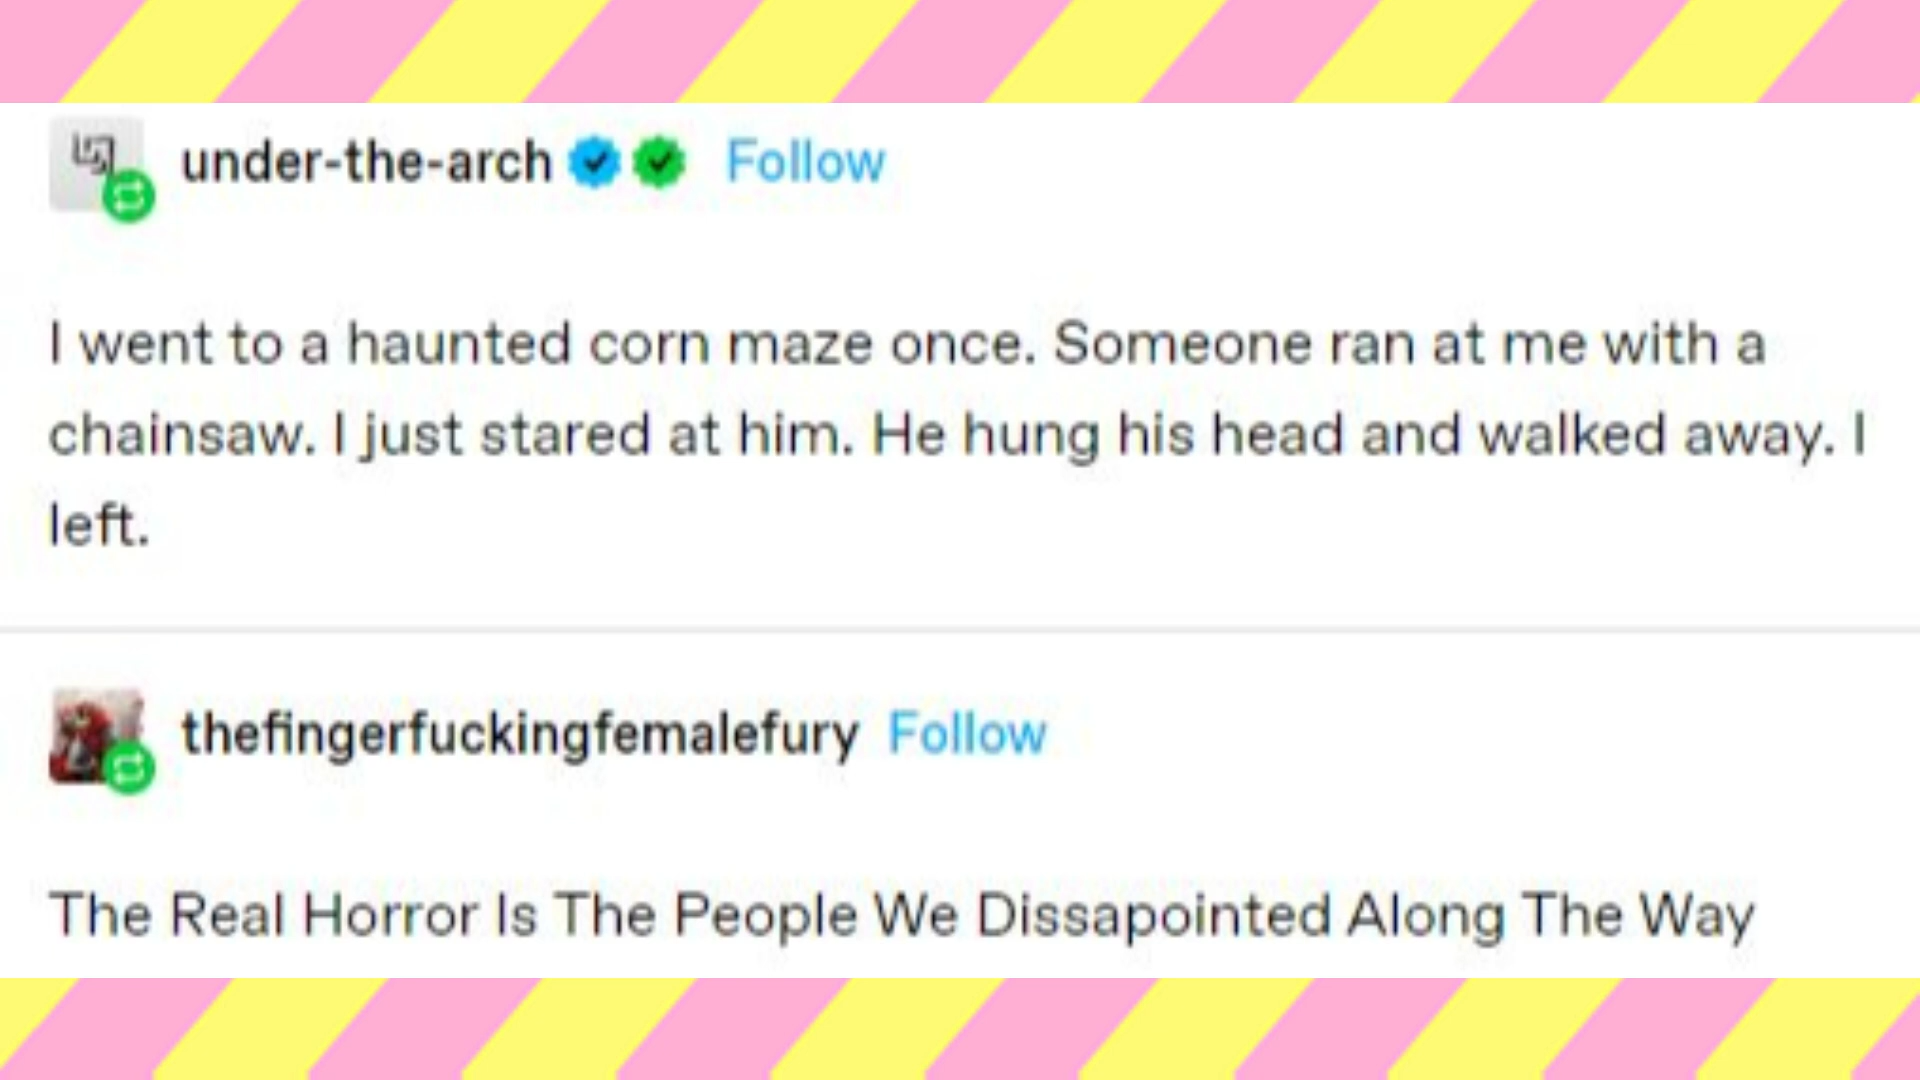 under-the-arch Follow
I went to a haunted corn maze once. Someone ran at me with a
chainsaw. I just stared at him. He hung his head and walked away. I
left.
thefingerfuckingfemalefury Follow
The Real Horror Is The People We Dissapointed Along The Way